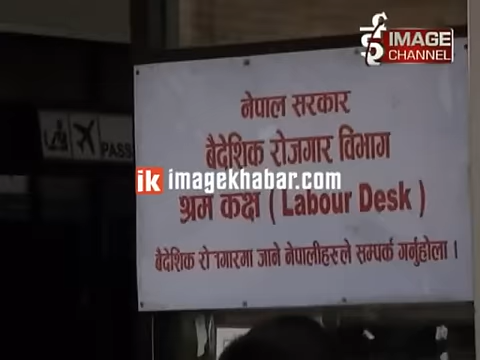 ई IMAGE
CHANNEL
नेपाल सरकार
बैदेशिक रोजगार विभाग
ik imagekhabar.com
श्रम कक्ष ( Labour Desk )
बैदेशिक रोजगारमा जाने नेपालीहरुले सम्पर्क गर्नुहोला ।
PASS